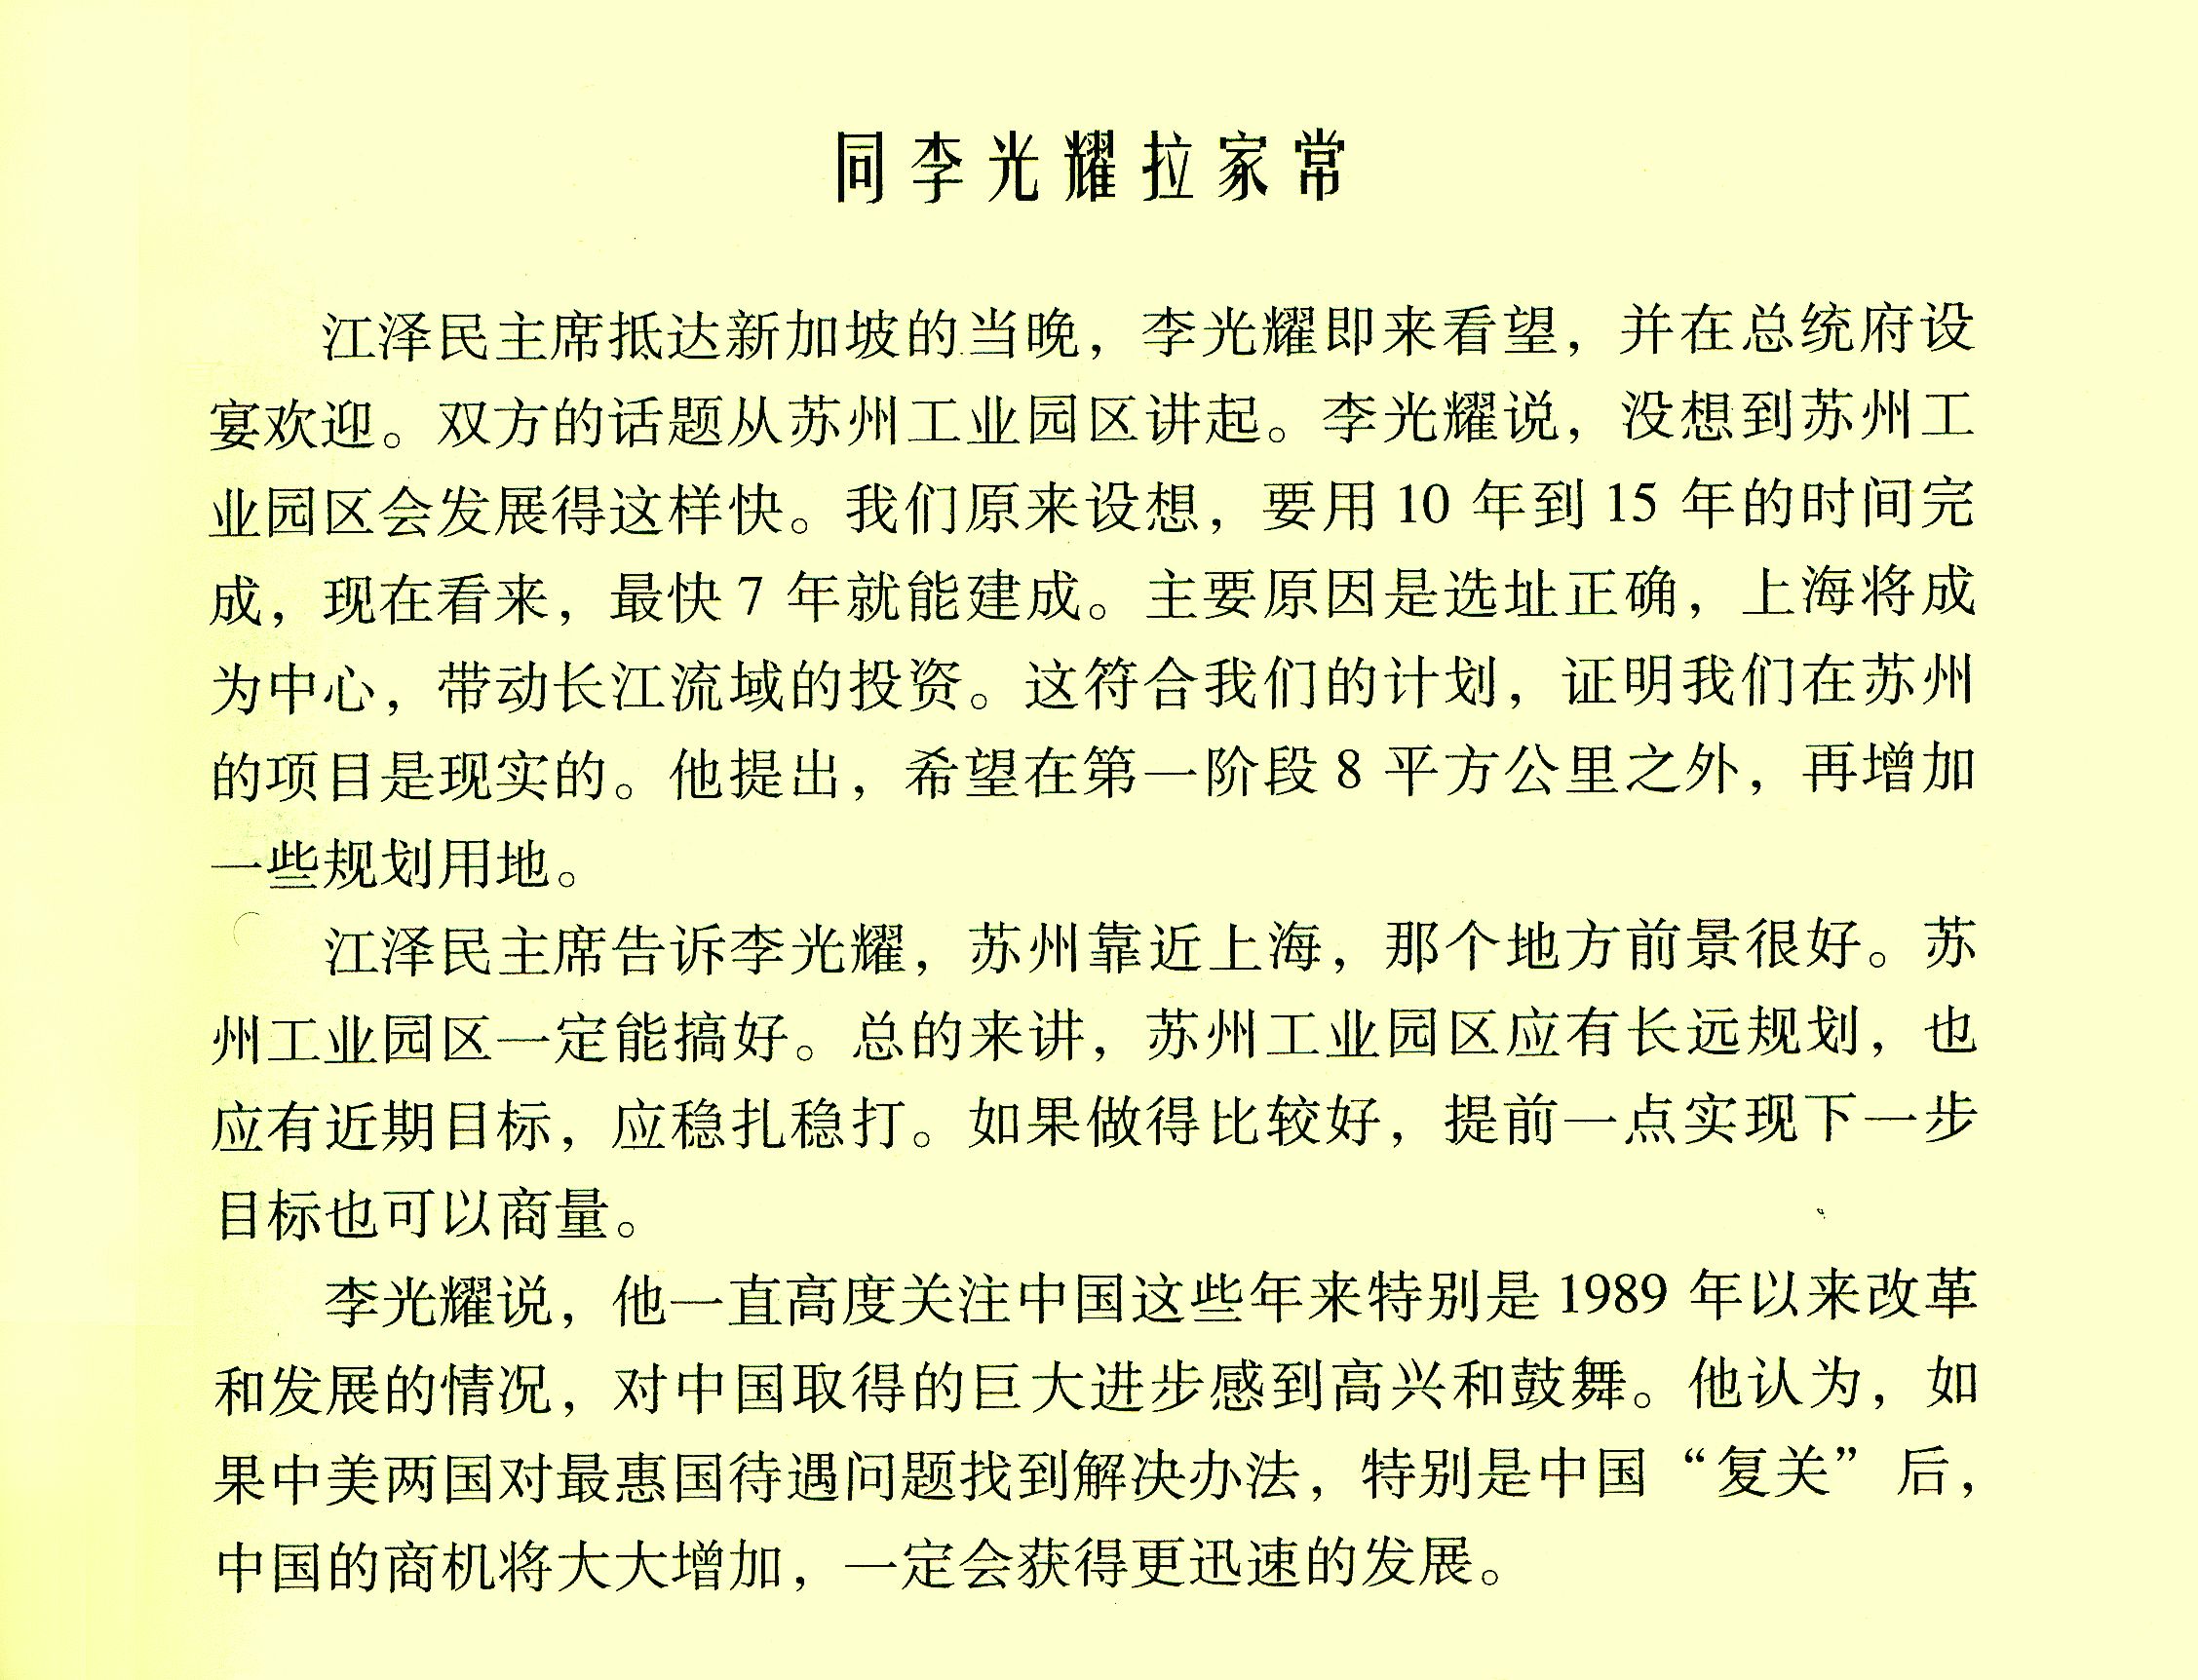 同李光耀拉家常
江泽民主席抵达新加坡的当晚，李光耀即来看望，并在总统府设
宴欢迎。双方的话题从苏州工业园区讲起。李光耀说，没想到苏州工
业园区会发展得这样快。我们原来设想，要用10 年到15 年的时间完
成，现在看来，最快7 年就能建成。主要原因是选址正确，上海将成
为中心，带动长江流域的投资。这符合我们的计划，证明我们在苏州
的项目是现实的。他提出，希望在第一阶段8 平方公里之外，再增加
一些规划用地。
江泽民主席告诉李光耀，苏州靠近上海，那个地方前景很好。苏
州工业园区一定能搞好。总的来讲，苏州工业园区应有长远规划，也
应有近期目标，应稳扎稳打。如果做得比较好，提前一点实现下一步
目标也可以商量。
李光耀说，他一直高度关注中国这些年来特别是1989 年以来改革
和发展的情况，对中国取得的巨大进步感到高兴和鼓舞。他认为，如
果中美两国对最惠国待遇问题找到解决办法，特别是中国“复关”后，
中国的商机将大大增加，一定会获得更迅速的发展。